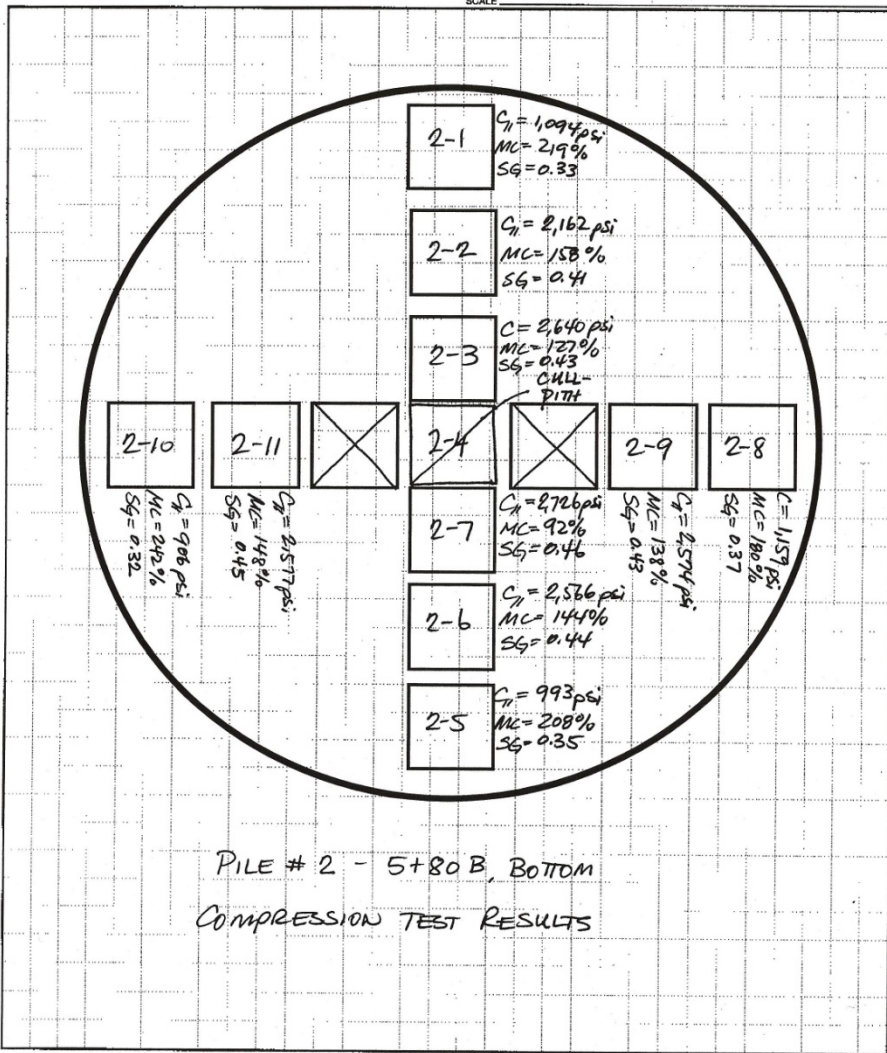 SCALE
2-1
C∥ = 1,094 psi
MC = 219%
SG = 0.33
2-2
C∥ = 2,162 psi
MC = 158%
SG = 0.41
2-3
C = 2,640 psi
MC = 127%
SG = 0.43
CULL-
PITH
2-10
2-11
2-4
2-9
2-8
C∥ = 906 psi
MC = 242%
SG = 0.32
C∥ = 2,577 psi
MC = 148%
SG = 0.45
2-7
C∥ = 2,726 psi
MC = 92%
SG = 0.46
C∥ = 2,574 psi
MC = 138%
SG = 0.43
C = 1,159 psi
MC = 180%
SG = 0.37
2-6
C∥ = 2,566 psi
MC = 144%
SG = 0.44
2-5
C∥ = 993 psi
MC = 208%
SG = 0.35
PILE # 2 - 5+80 B, BOTTOM
COMPRESSION TEST RESULTS